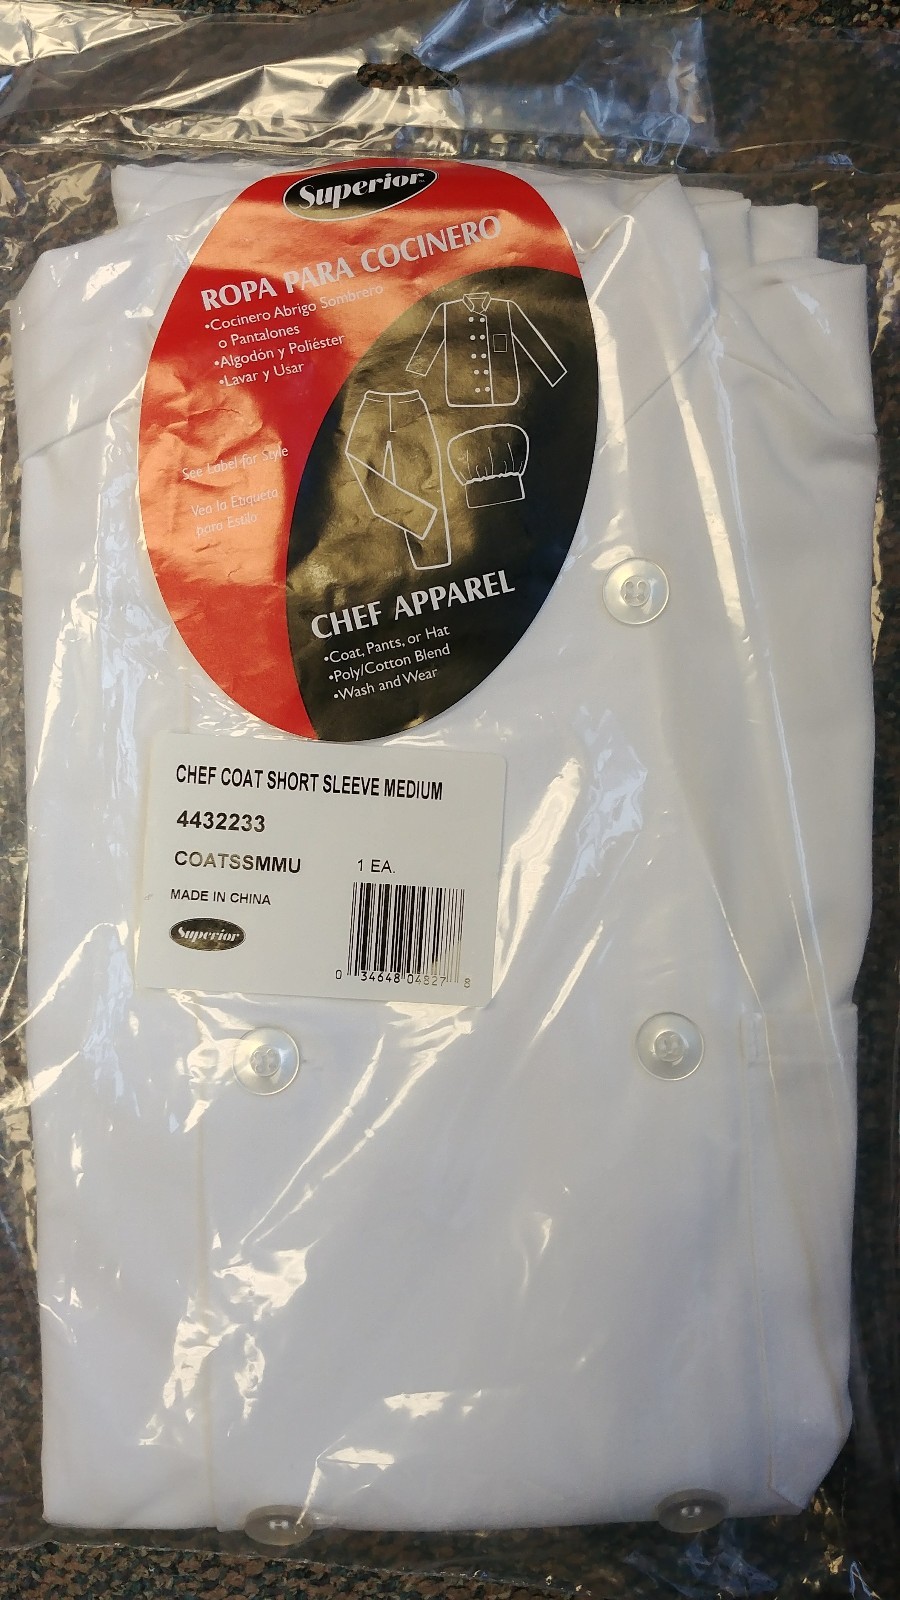 Superior
ROPA PARA COCINERO
•Cocinero Abrigo Sombrero
o Pantalones
•Algodón y Poliéster
•Lavar y Usar
See Label for Style
Vea la Etiqueta
para Estilo
CHEF APPAREL
•Coat, Pants, or Hat
•Poly/Cotton Blend
•Wash and Wear
CHEF COAT SHORT SLEEVE MEDIUM
4432233
COATSSMMU 1 EA.
MADE IN CHINA
Superior
0 34648 04827 8